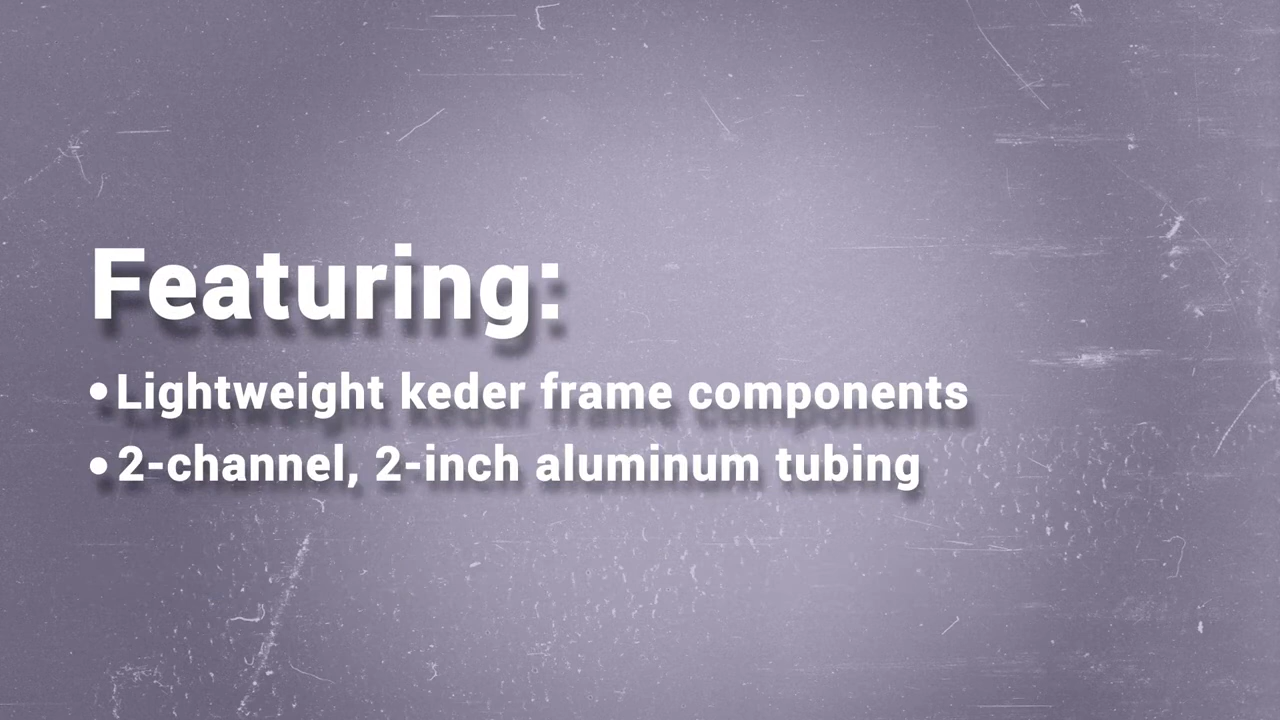 Featuring:
•Lightweight keder frame components
•2-channel, 2-inch aluminum tubing